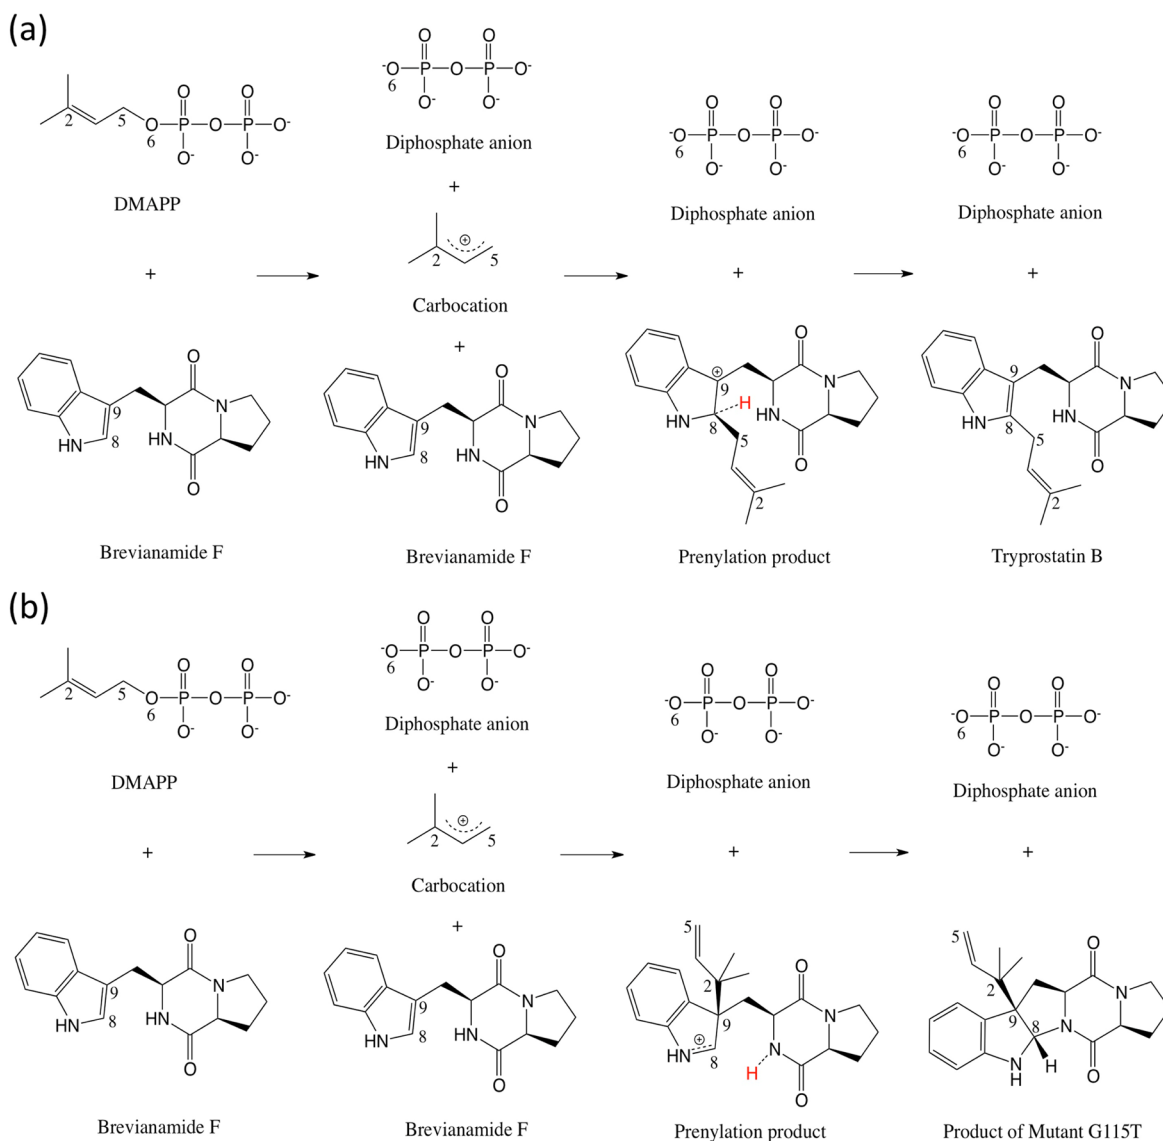 (a)
DMAPP
+
Brevianamide F
Diphosphate anion
+
Carbocation
+
Brevianamide F
Diphosphate anion
+
Prenylation product
Diphosphate anion
+
Tryprostatin B
(b)
DMAPP
+
Brevianamide F
Diphosphate anion
+
Carbocation
+
Brevianamide F
Diphosphate anion
+
Prenylation product
Diphosphate anion
+
Product of Mutant G115T